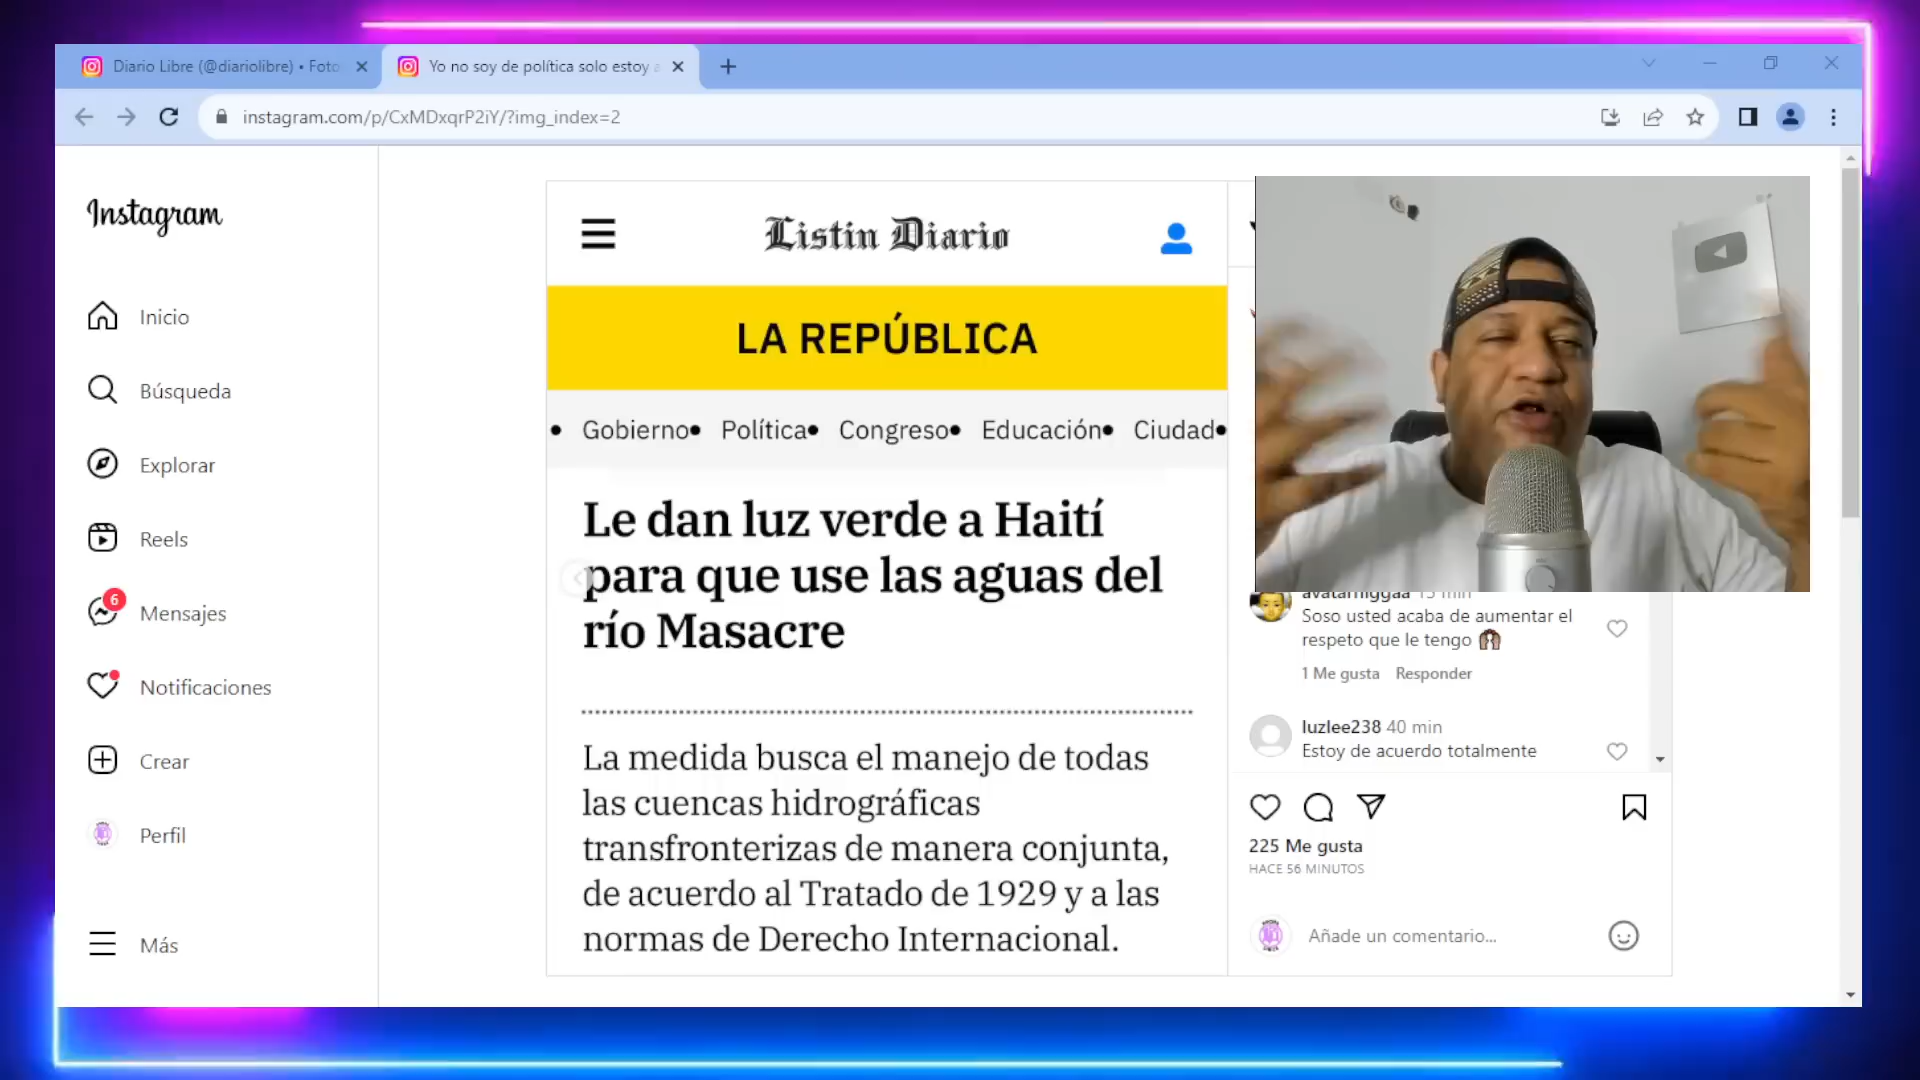 Diario Libre (@diariolibre) • Foto
Yo no soy de política solo estoy a
instagram.com/p/CxMDxqrP2iY/?img_index=2
Instagram
Inicio
Búsqueda
Explorar
Reels
6
Mensajes
Notificaciones
Crear
Perfil
Más
Listin Diario
LA REPÚBLICA
• Gobierno• Política• Congreso• Educación• Ciudad•
Le dan luz verde a Haití
para que use las aguas del
río Masacre
La medida busca el manejo de todas
las cuencas hidrográficas
transfronterizas de manera conjunta,
de acuerdo al Tratado de 1929 y a las
normas de Derecho Internacional.
avatarniggaa 15 min
Soso usted acaba de aumentar el
respeto que le tengo
1 Me gusta Responder
luzlee238 40 min
Estoy de acuerdo totalmente
225 Me gusta
HACE 56 MINUTOS
Añade un comentario...